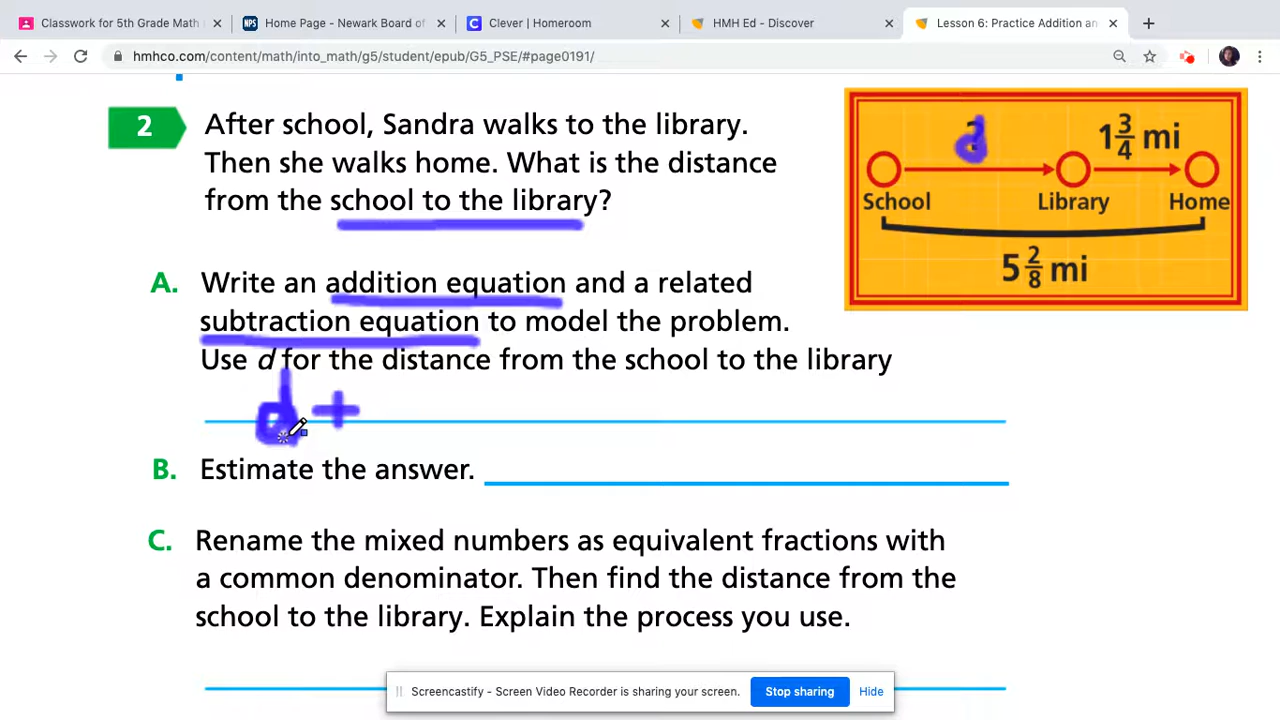 Classwork for 5th Grade Math
Home Page - Newark Board of
Clever | Homeroom
HMH Ed - Discover
Lesson 6: Practice Addition an
hmhco.com/content/math/into_math/g5/student/epub/G5_PSE/#page0191/
2
After school, Sandra walks to the library.
Then she walks home. What is the distance
from the school to the library?
d
1 3/4 mi
School
Library
Home
5 2/8 mi
A. Write an addition equation and a related
subtraction equation to model the problem.
Use d for the distance from the school to the library
d +
B. Estimate the answer.
C. Rename the mixed numbers as equivalent fractions with
a common denominator. Then find the distance from the
school to the library. Explain the process you use.
Screencastify - Screen Video Recorder is sharing your screen.
Stop sharing
Hide